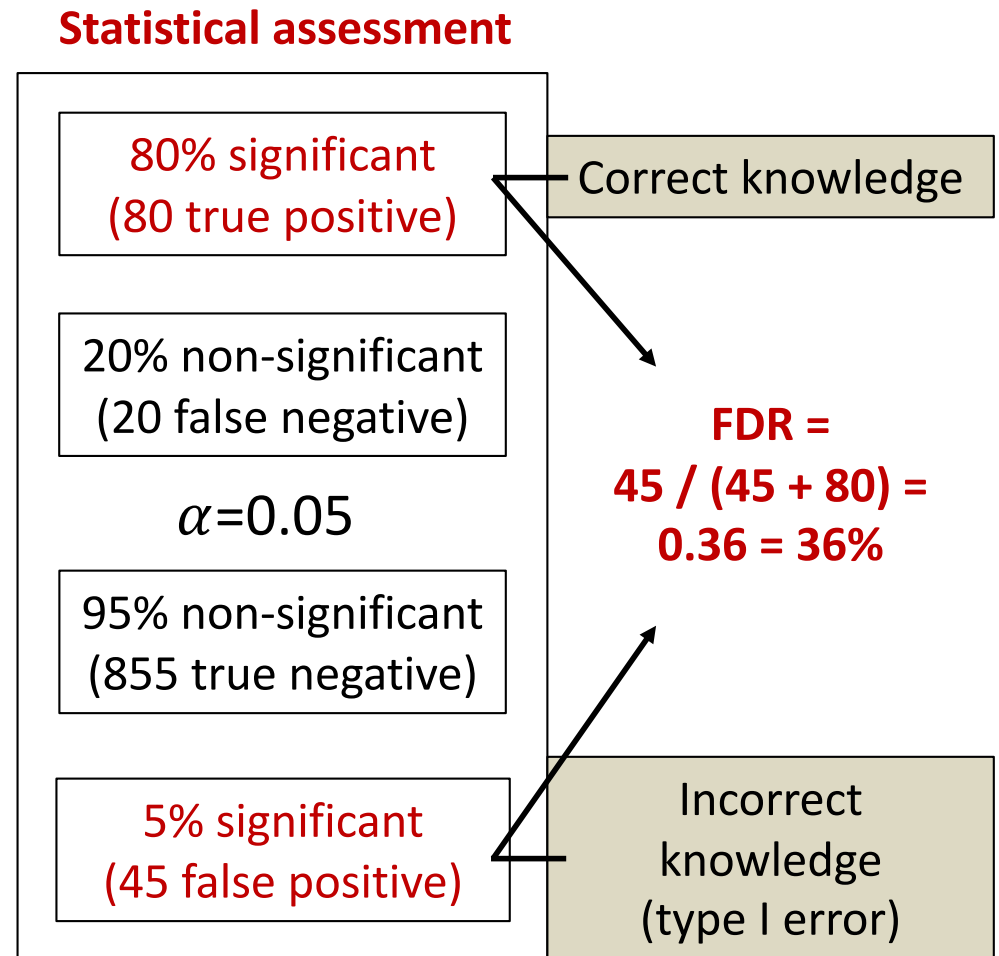 Statistical assessment
80% significant
(80 true positive)
Correct knowledge
20% non-significant
(20 false negative)
FDR =
45 / (45 + 80) =
0.36 = 36%
𝛼=0.05
95% non-significant
(855 true negative)
5% significant
(45 false positive)
Incorrect
knowledge
(type I error)